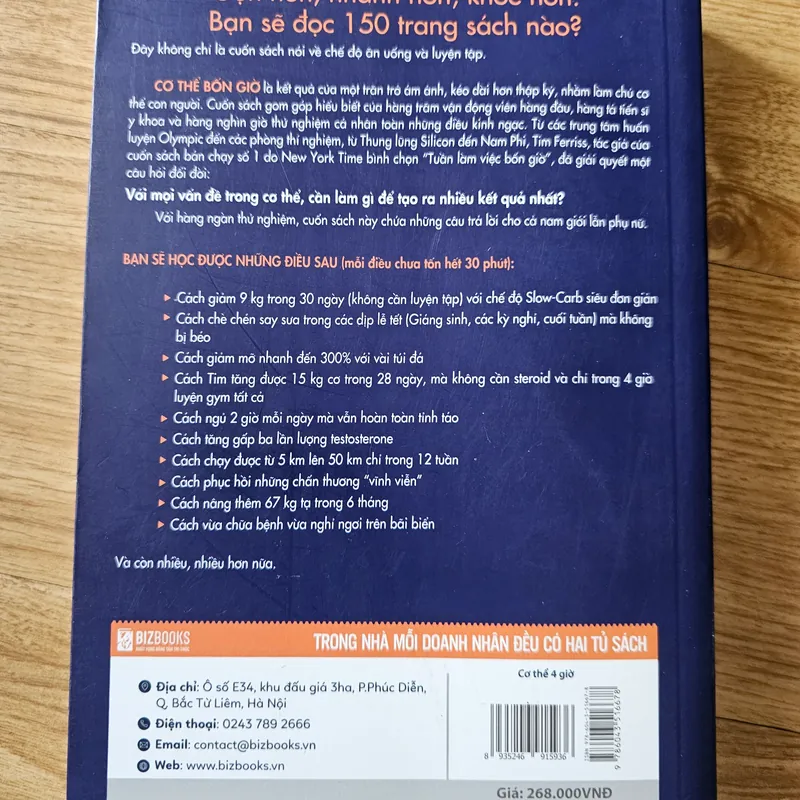 nhanh hơn, khỏe hơn?
Bạn sẽ đọc 150 trang sách nào?
Đây không chỉ là cuốn sách nói về chế độ ăn uống và luyện tập.
CƠ THỂ BỐN GIỜ là kết quả của một trăn trở ám ảnh, kéo dài hơn thập kỷ, nhằm làm chủ cơ
thể con người. Cuốn sách gom góp hiểu biết của hàng trăm vận động viên hàng đầu, hàng tá tiến sĩ
y khoa và hàng nghìn giờ thử nghiệm cá nhân toàn những điều kinh ngạc. Từ các trung tâm huấn
luyện Olympic đến các phòng thí nghiệm, từ Thung lũng Silicon đến Nam Phi, Tim Ferriss, tác giả của
cuốn sách bán chạy số 1 do New York Time bình chọn "Tuần làm việc bốn giờ", đã giải quyết một
câu hỏi đổi đời:
Với mọi vấn đề trong cơ thể, cần làm gì để tạo ra nhiều kết quả nhất?
Với hàng ngàn thử nghiệm, cuốn sách này chứa những câu trả lời cho cả nam giới lẫn phụ nữ.
BẠN SẼ HỌC ĐƯỢC NHỮNG ĐIỀU SAU (mỗi điều chưa tốn hết 30 phút):
Cách giảm 9 kg trong 30 ngày (không cần luyện tập) với chế độ Slow-Carb siêu đơn giản
Cách chè chén say sưa trong các dịp lễ tết (Giáng sinh, các kỳ nghỉ, cuối tuần) mà không
bị béo
Cách giảm mỡ nhanh đến 300% với vài túi đá
Cách Tim tăng được 15 kg cơ trong 28 ngày, mà không cần steroid và chỉ trong 4 giờ
luyện gym tất cả
Cách ngủ 2 giờ mỗi ngày mà vẫn hoàn toàn tỉnh táo
Cách tăng gấp ba lần lượng testosterone
Cách chạy được từ 5 km lên 50 km chỉ trong 12 tuần
Cách phục hồi những chấn thương "vĩnh viễn"
Cách nâng thêm 67 kg tạ trong 6 tháng
Cách vừa chữa bệnh vừa nghỉ ngơi trên bãi biển
Và còn nhiều, nhiều hơn nữa.
BIZBOOKS
TRONG NHÀ MỖI DOANH NHÂN ĐỀU CÓ HAI TỦ SÁCH
Địa chỉ: Ô số E34, khu đấu giá 3ha, P.Phúc Diễn,
Q, Bắc Từ Liêm, Hà Nội
Điện thoại: 0243 789 2666
Email: contact@bizbooks.vn
Web: www.bizbooks.vn
Cơ thể 4 giờ
8 935246 915936
9 786043 516678
Giá: 268.000VNĐ